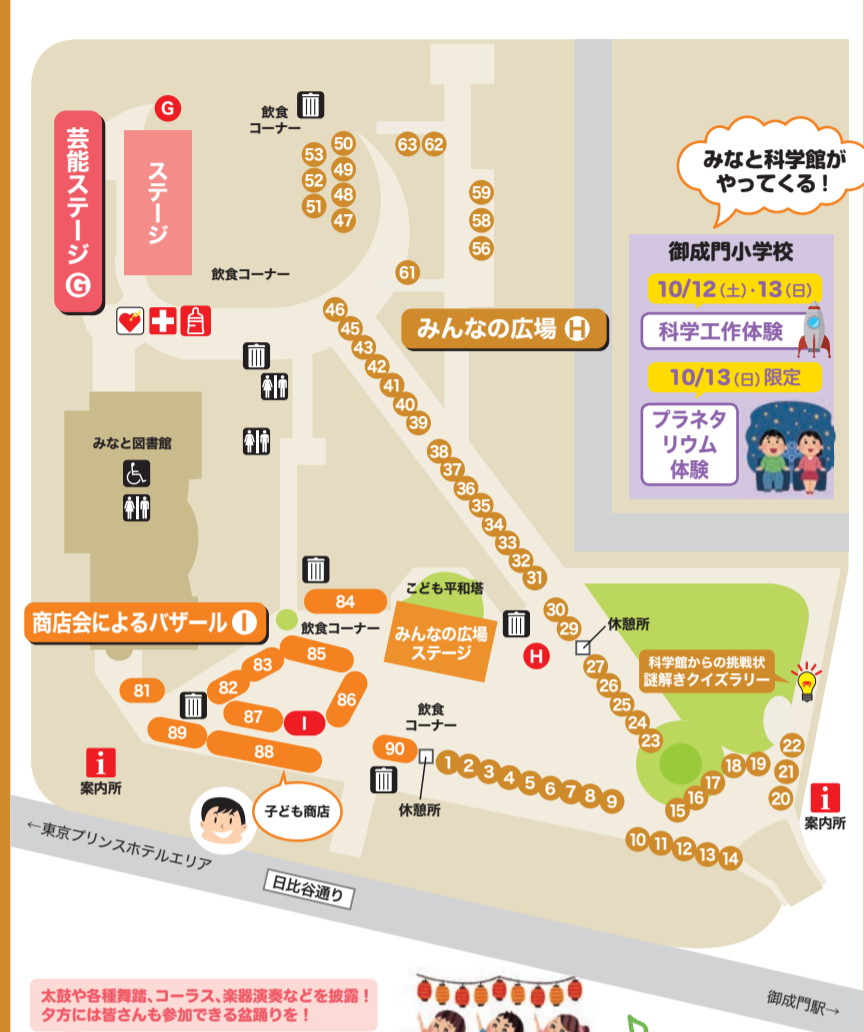 芸能ステージ G
G
ステージ
飲食
コーナー
50
53
49
52
48
51
47
63
62
59
58
56
61
飲食コーナー
みんなの広場 H
みなと科学館が
やってくる！
御成門小学校
10/12（土）・13（日）
科学工作体験
10/13（日）限定
プラネタ
リウム
体験
46
45
43
42
41
40
39
38
37
36
35
34
33
32
31
30
29
休憩所
27
26
25
24
23
みなと図書館
こども平和塔
みんなの広場
ステージ
H
科学館からの挑戦状
謎解きクイズラリー
商店会によるバザール I
84
飲食コーナー
85
83
82
81
86
87
I
89
88
90
飲食
コーナー
休憩所
1
2
3
4
5
6
7
8
9
10
11
12
13
14
15
16
17
18
19
22
21
20
i
案内所
i
案内所
子ども商店
←東京プリンスホテルエリア
日比谷通り
御成門駅→
太鼓や各種舞踏、コーラス、楽器演奏などを披露！
夕方には皆さんも参加できる盆踊りを！